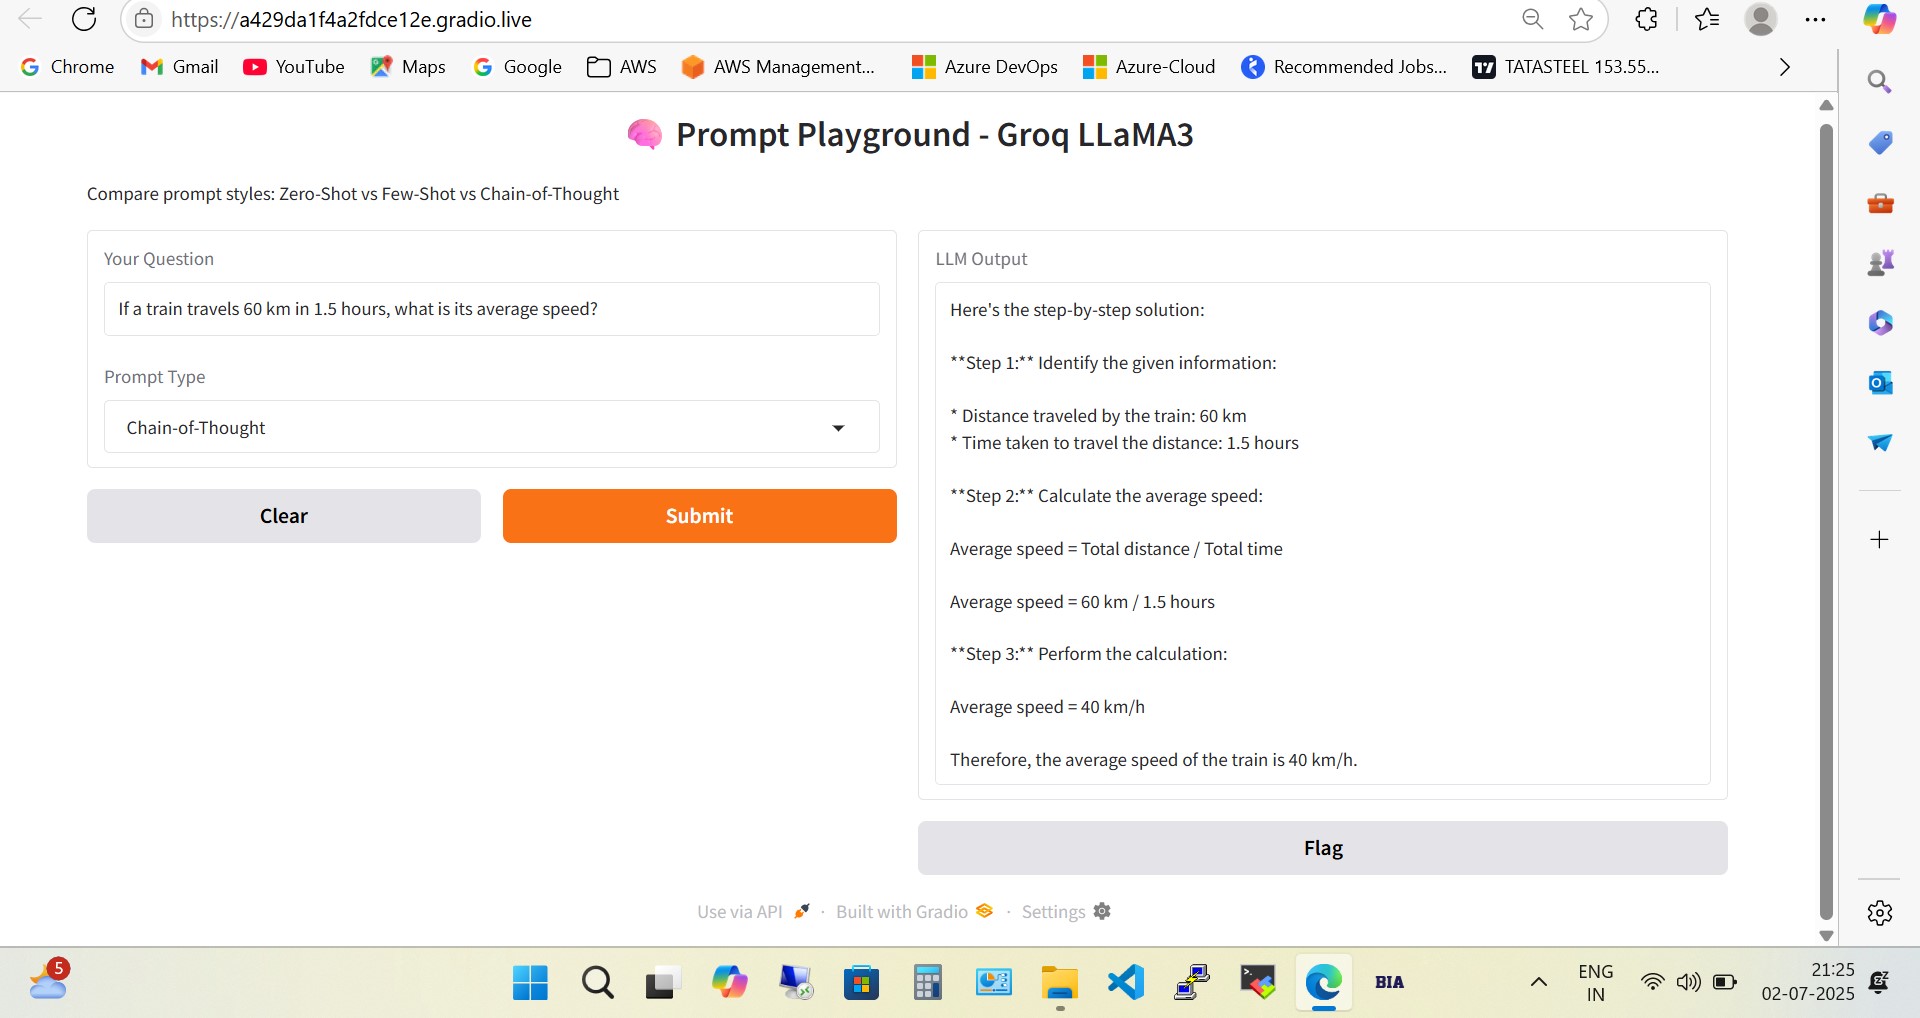 https://a429da1f4a2fdce12e.gradio.live
Chrome Gmail YouTube Maps Google AWS AWS Management... Azure DevOps Azure-Cloud Recommended Jobs... TATASTEEL 153.55...
Prompt Playground - Groq LLaMA3
Compare prompt styles: Zero-Shot vs Few-Shot vs Chain-of-Thought
Your Question
If a train travels 60 km in 1.5 hours, what is its average speed?
Prompt Type
Chain-of-Thought
Clear
Submit
LLM Output
Here's the step-by-step solution:
**Step 1:** Identify the given information:
* Distance traveled by the train: 60 km
* Time taken to travel the distance: 1.5 hours
**Step 2:** Calculate the average speed:
Average speed = Total distance / Total time
Average speed = 60 km / 1.5 hours
**Step 3:** Perform the calculation:
Average speed = 40 km/h
Therefore, the average speed of the train is 40 km/h.
Flag
Use via API · Built with Gradio · Settings
5
BIA
ENG
IN
21:25
02-07-2025